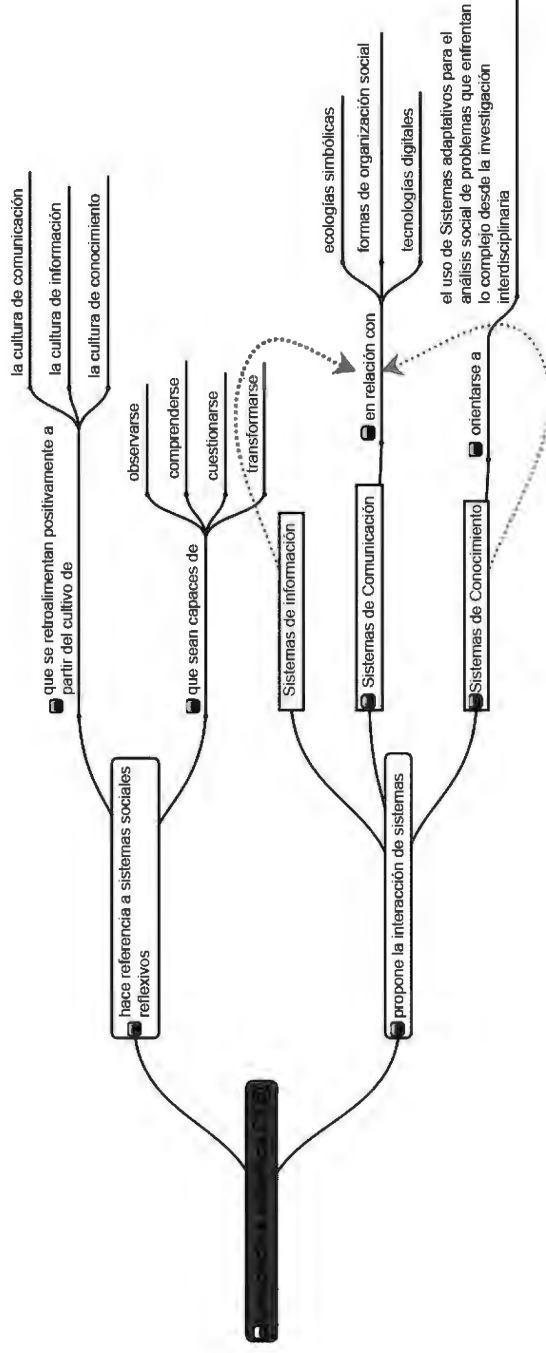 hace referencia a sistemas sociales
reflexivos
que se retroalimentan positivamente a
partir del cultivo de
la cultura de comunicación
la cultura de información
la cultura de conocimiento
que sean capaces de
observarse
comprenderse
cuestionarse
transformarse
propone la interacción de sistemas
Sistemas de información
Sistemas de Comunicación
en relación con
ecologías simbólicas
formas de organización social
tecnologías digitales
Sistemas de Conocimiento
orientarse a
el uso de Sistemas adaptativos para el
análisis social de problemas que enfrentan
lo complejo desde la investigación
interdisciplinaria